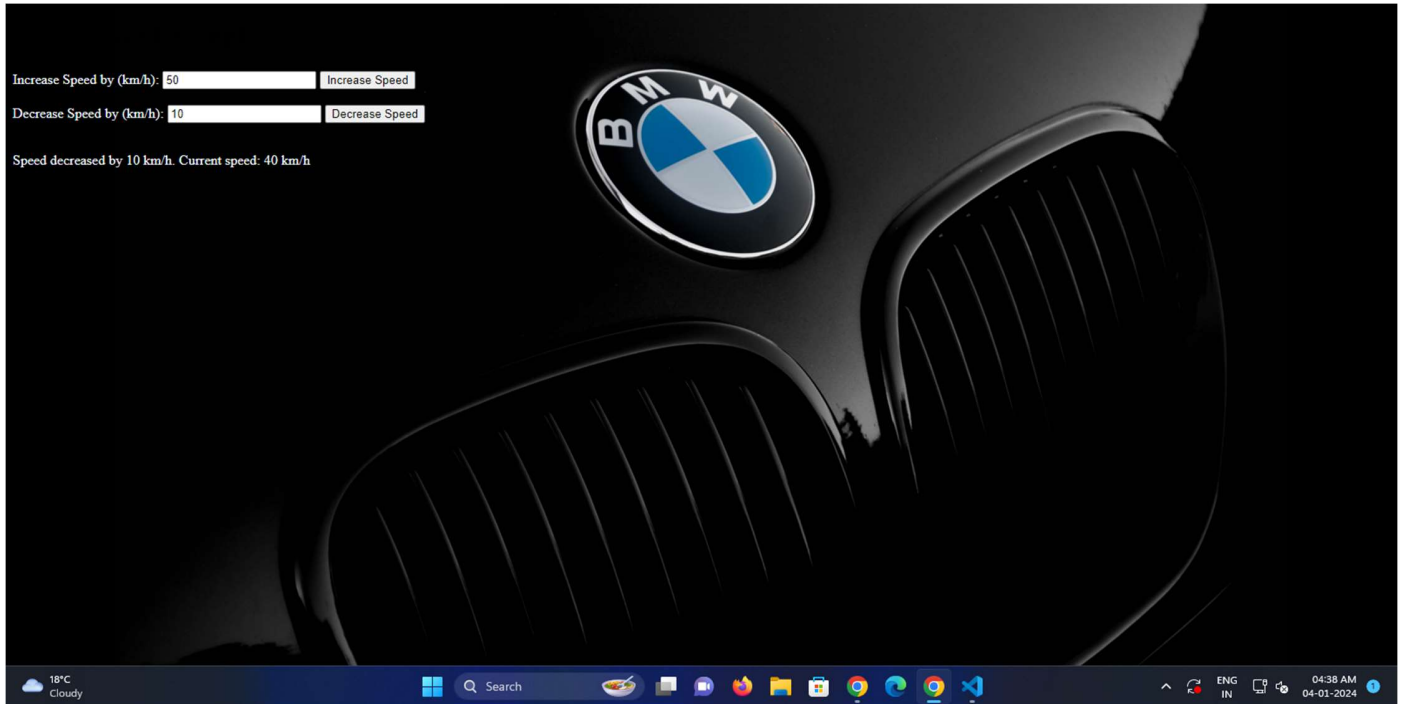 Increase Speed by (km/h): 50 Increase Speed
Decrease Speed by (km/h): 10 Decrease Speed
Speed decreased by 10 km/h. Current speed: 40 km/h
BMW
18°C
Cloudy
Search
ENG
IN
04:38 AM
04-01-2024
1